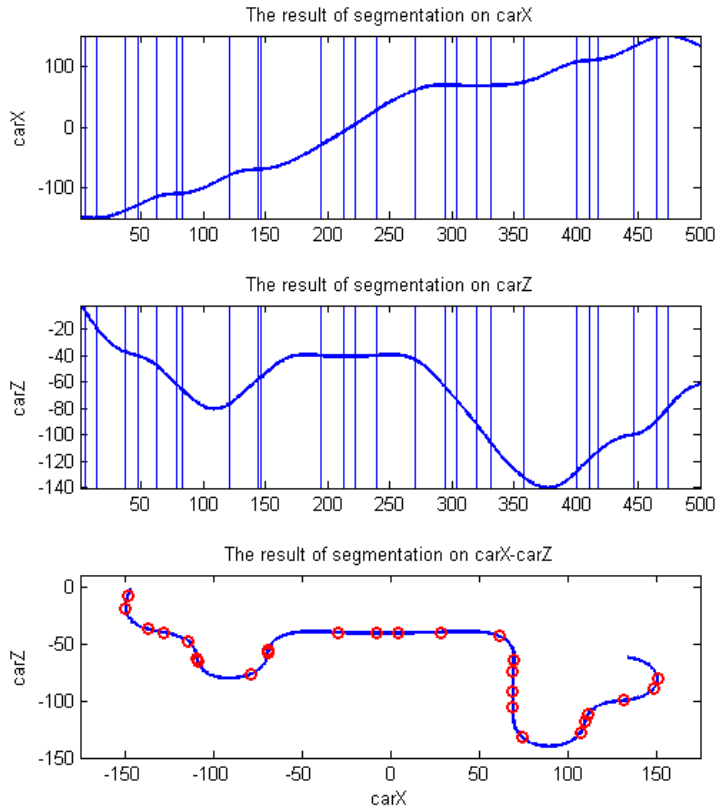 The result of segmentation on carX
carX
100
0
-100
50 100 150 200 250 300 350 400 450 500
The result of segmentation on carZ
carZ
-20
-40
-60
-80
-100
-120
-140
50 100 150 200 250 300 350 400 450 500
The result of segmentation on carX-carZ
carZ
0
-50
-100
-150
-150 -100 -50 0 50 100 150
carX